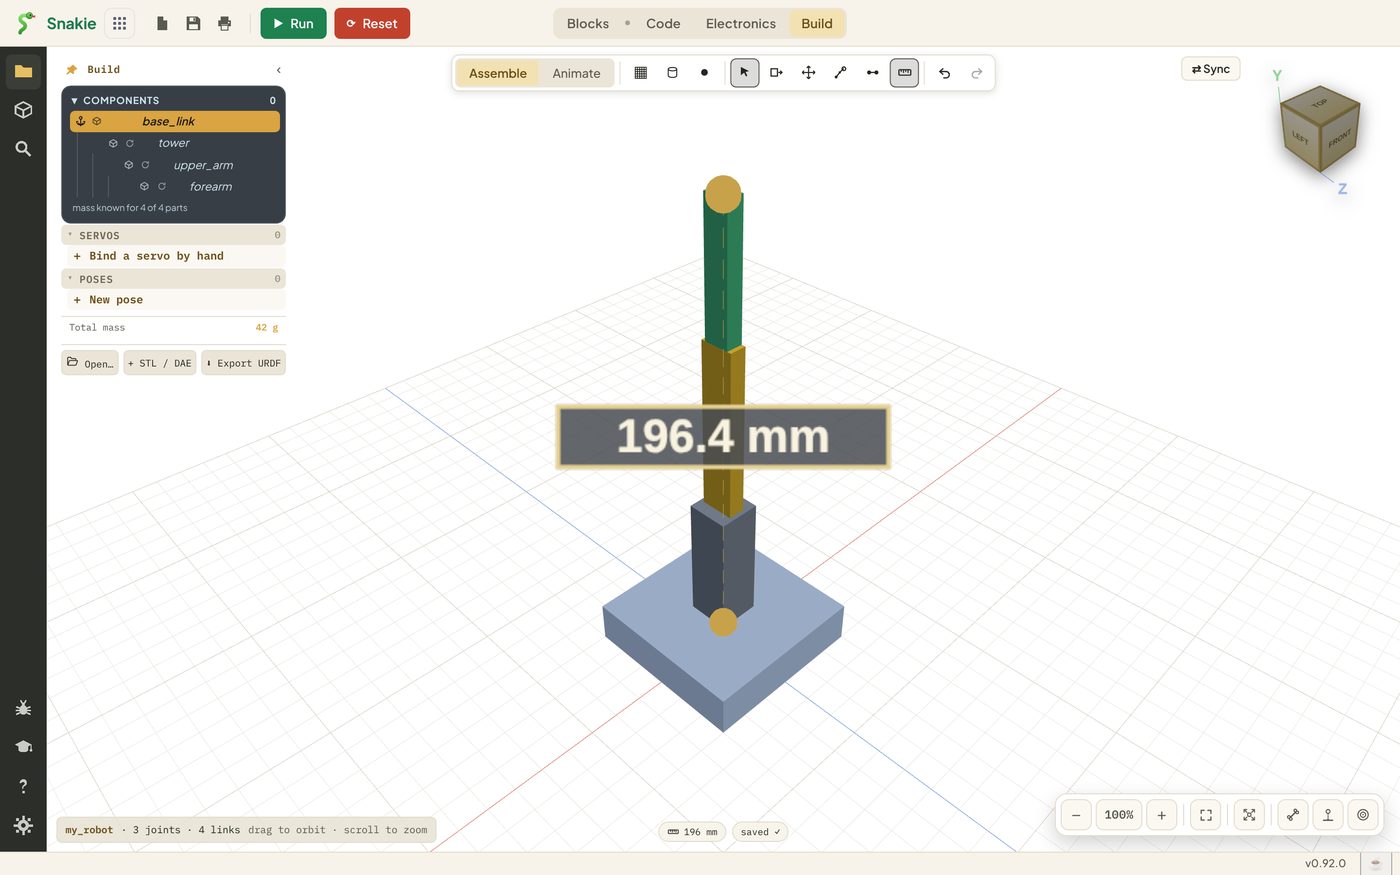 Snakie
Run
Reset
Blocks
Code
Electronics
Build
Build
Assemble
Animate
Sync
COMPONENTS 0
base_link
tower
upper_arm
forearm
mass known for 4 of 4 parts
SERVOS 0
+ Bind a servo by hand
POSES 0
+ New pose
Total mass 42 g
Open…
+ STL / DAE
Export URDF
Y
TOP
LEFT
FRONT
Z
196.4 mm
my_robot · 3 joints · 4 links drag to orbit · scroll to zoom
196 mm
saved ✓
− 100% +
v0.92.0